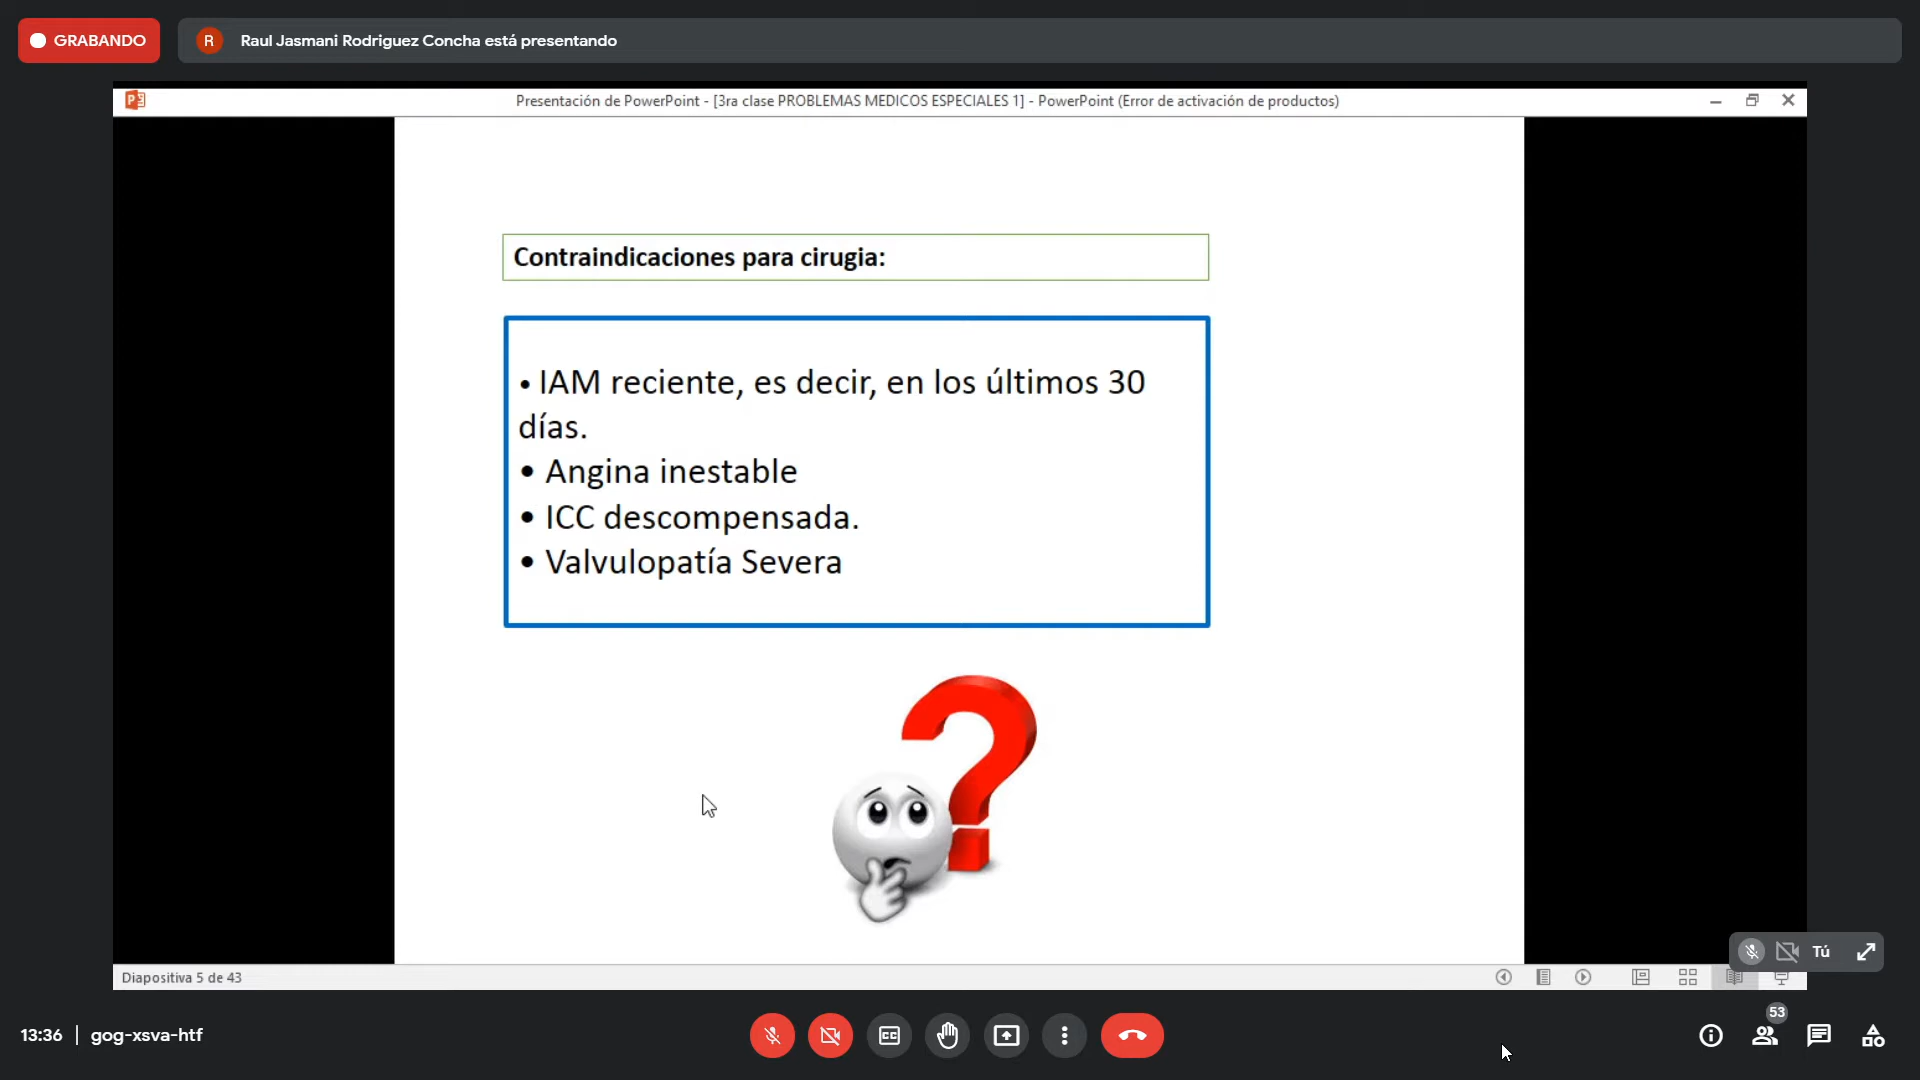 GRABANDO
R
Raul Jasmani Rodriguez Concha está presentando
Presentación de PowerPoint - [3ra clase PROBLEMAS MEDICOS ESPECIALES 1] - PowerPoint (Error de activación de productos)
Contraindicaciones para cirugia:
• IAM reciente, es decir, en los últimos 30
días.
• Angina inestable
• ICC descompensada.
• Valvulopatía Severa
Tú
Diapositiva 5 de 43
53
13:36 | gog-xsva-htf